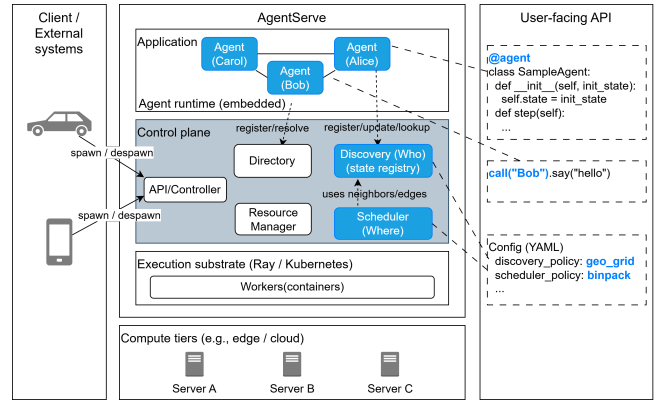 Client /
External
systems
spawn / despawn
spawn / despawn
AgentServe
Application
Agent
(Carol)
Agent
(Alice)
Agent
(Bob)
Agent runtime (embedded)
Control plane
register/resolve
register/update/lookup
Directory
Discovery (Who)
(state registry)
API/Controller
uses neighbors/edges
Resource
Manager
Scheduler
(Where)
Execution substrate (Ray / Kubernetes)
Workers(containers)
Compute tiers (e.g., edge / cloud)
Server A
Server B
Server C
User-facing API
@agent
class SampleAgent:
def __init__(self, init_state):
self.state = init_state
def step(self):
...
call("Bob").say("hello")
Config (YAML)
discovery_policy: geo_grid
scheduler_policy: binpack
...